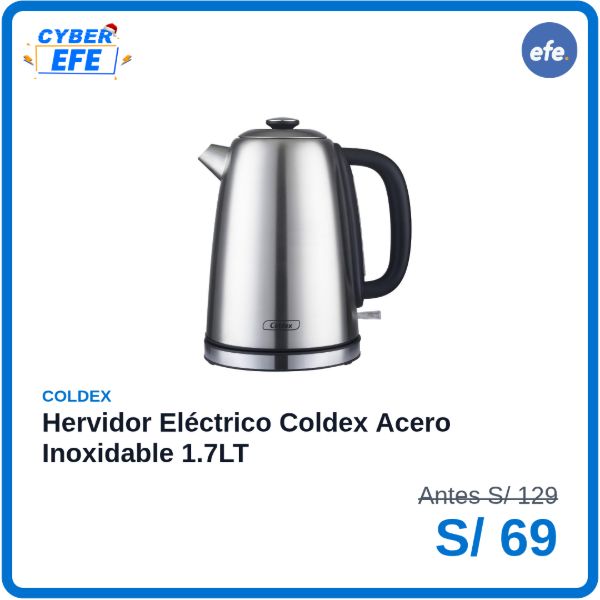 CYBER
EFE
efe.
Coldex
COLDEX
Hervidor Eléctrico Coldex Acero
Inoxidable 1.7LT
Antes S/ 129
S/ 69